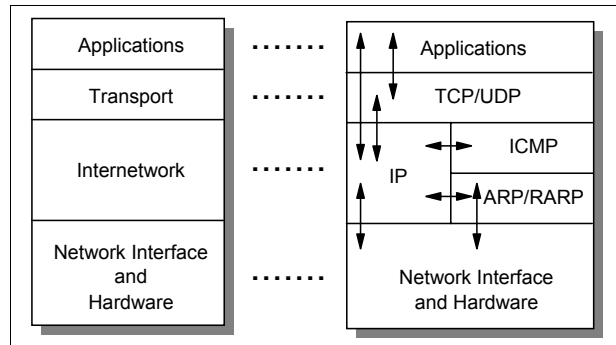 Applications
Transport
Internetwork
Network Interface
and
Hardware
Applications
TCP/UDP
IP
ICMP
ARP/RARP
Network Interface
and Hardware